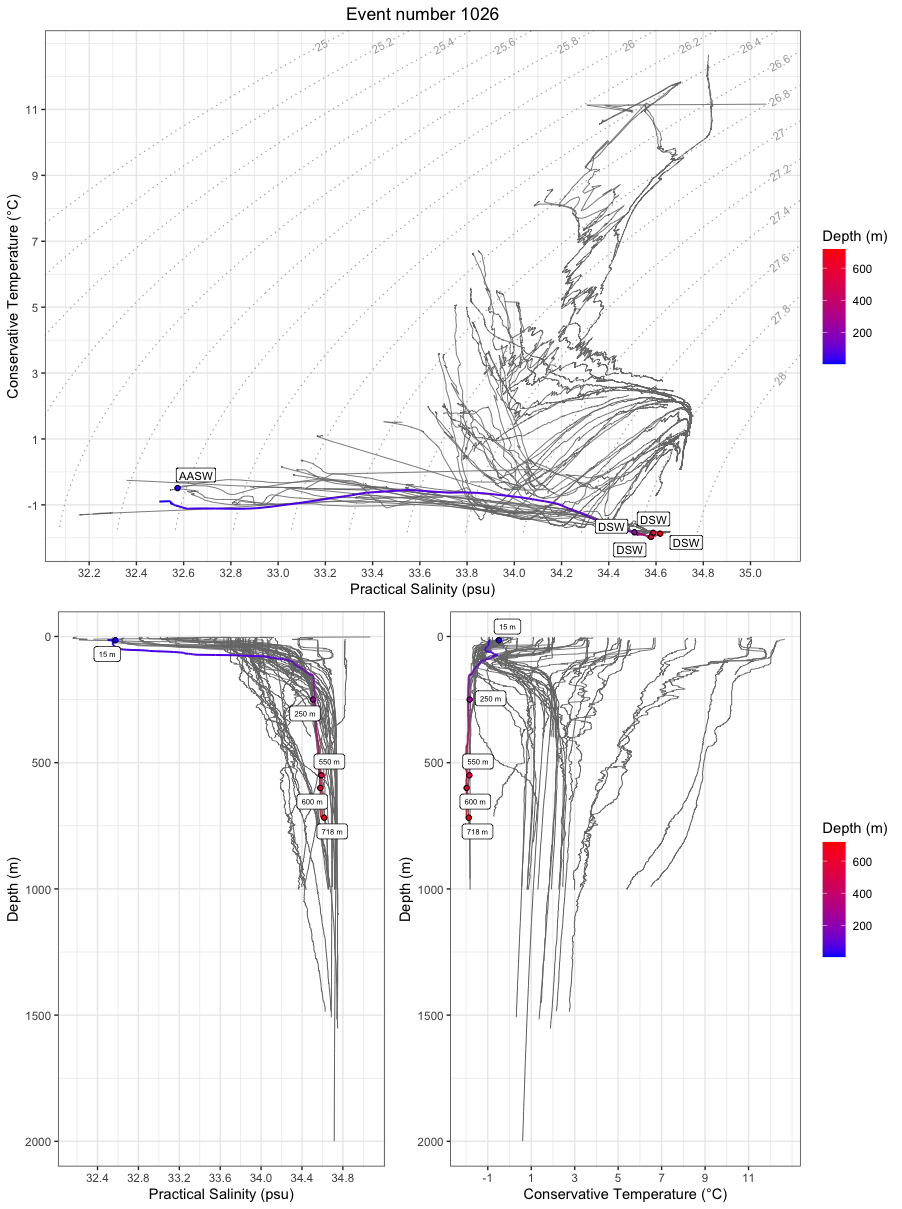 Event number 1026
25
25.2
25.4
25.6
25.8
26
26.2
26.4
26.6
26.8
27
27.2
27.4
27.6
27.8
28
11
9
7
5
3
1
-1
Conservative Temperature (°C)
AASW
DSW
DSW
DSW
DSW
32.2
32.4
32.6
32.8
33.0
33.2
33.4
33.6
33.8
34.0
34.2
34.4
34.6
34.8
35.0
Practical Salinity (psu)
Depth (m)
600
400
200
0
500
1000
1500
2000
Depth (m)
15 m
250 m
550 m
600 m
718 m
32.4
32.8
33.2
33.6
34.0
34.4
34.8
Practical Salinity (psu)
0
500
1000
1500
2000
Depth (m)
15 m
250 m
550 m
600 m
718 m
-1
1
3
5
7
9
11
Conservative Temperature (°C)
Depth (m)
600
400
200